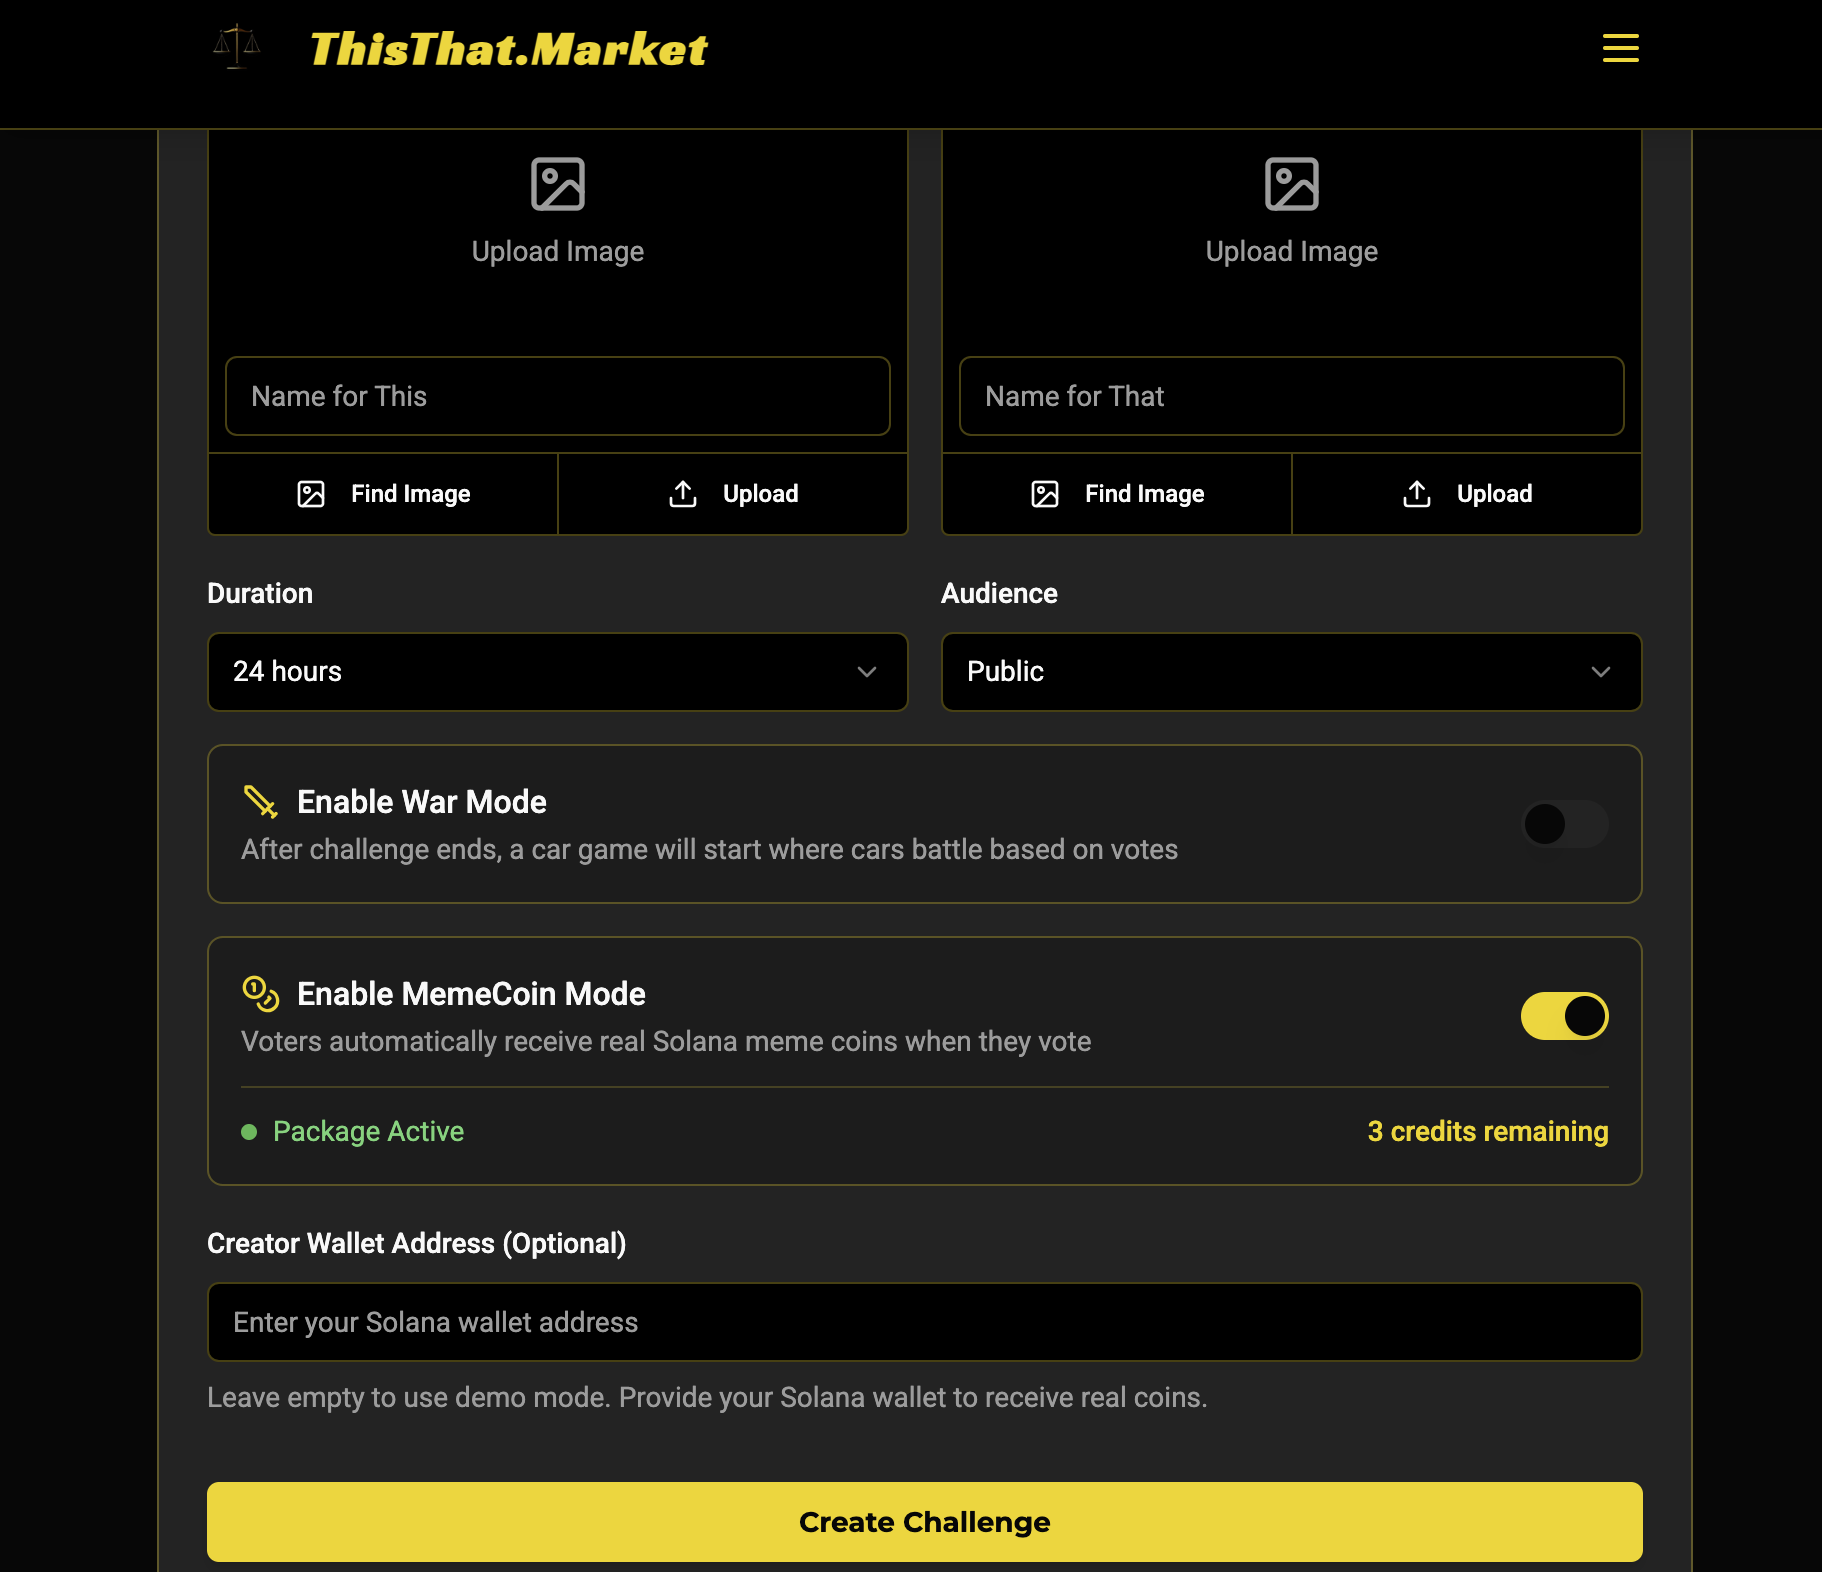 ThisThat.Market
Upload Image
Upload Image
Name for This
Name for That
Find Image
Upload
Find Image
Upload
Duration
Audience
24 hours
Public
Enable War Mode
After challenge ends, a car game will start where cars battle based on votes
Enable MemeCoin Mode
Voters automatically receive real Solana meme coins when they vote
Package Active
3 credits remaining
Creator Wallet Address (Optional)
Enter your Solana wallet address
Leave empty to use demo mode. Provide your Solana wallet to receive real coins.
Create Challenge